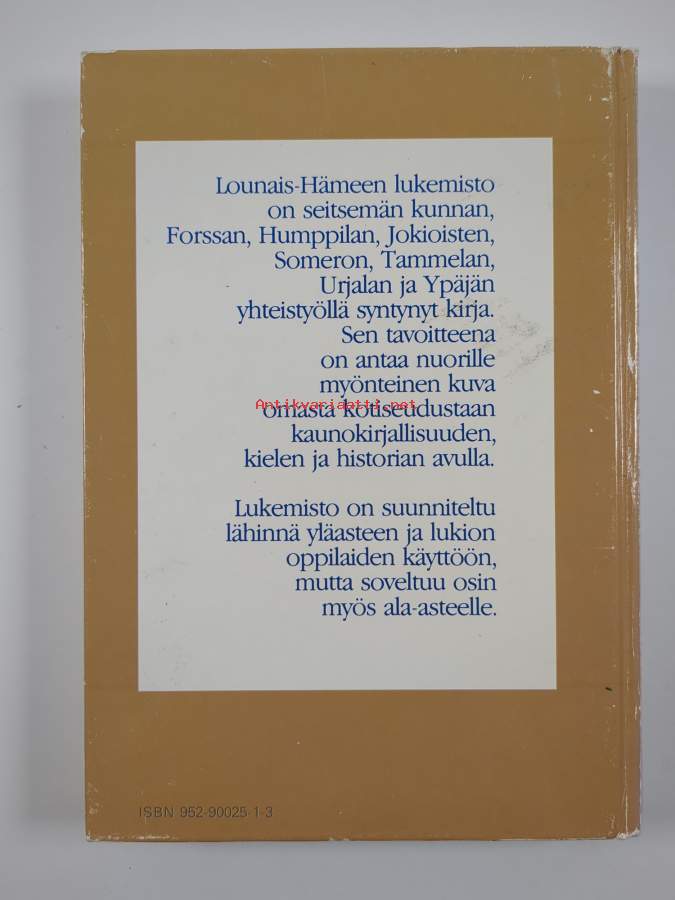 Lounais-Hämeen lukemisto
on seitsemän kunnan,
Forssan, Humppilan, Jokioisten,
Someron, Tammelan,
Urjalan ja Ypäjän
yhteistyöllä syntynyt kirja.
Sen tavoitteena
on antaa nuorille
myönteinen kuva
Antikvariaatti.net
omasta kotiseudustaan
kaunokirjallisuuden,
kielen ja historian avulla.
Lukemisto on suunniteltu
lähinnä yläasteen ja lukion
oppilaiden käyttöön,
mutta soveltuu osin
myös ala-asteelle.
ISBN 952-90025-1-3